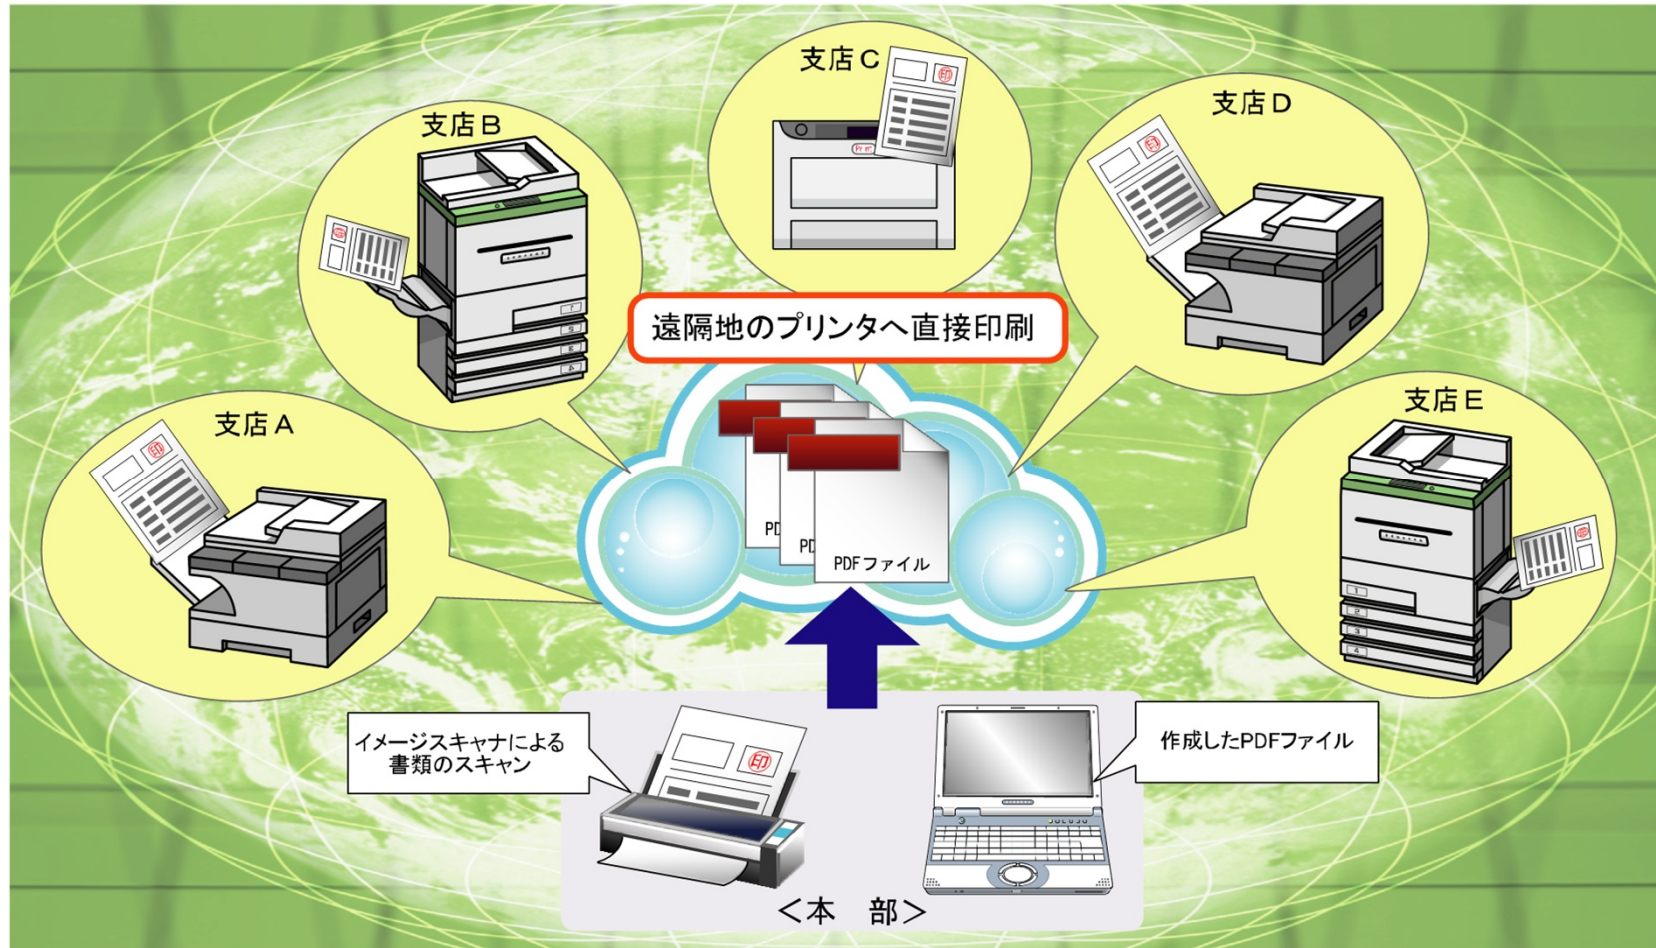 支店C
支店D
支店B
遠隔地のプリンタへ直接印刷
支店A
支店E
PDFファイル
イメージスキャナによる
書類のスキャン
印
作成したPDFファイル
<本　部>